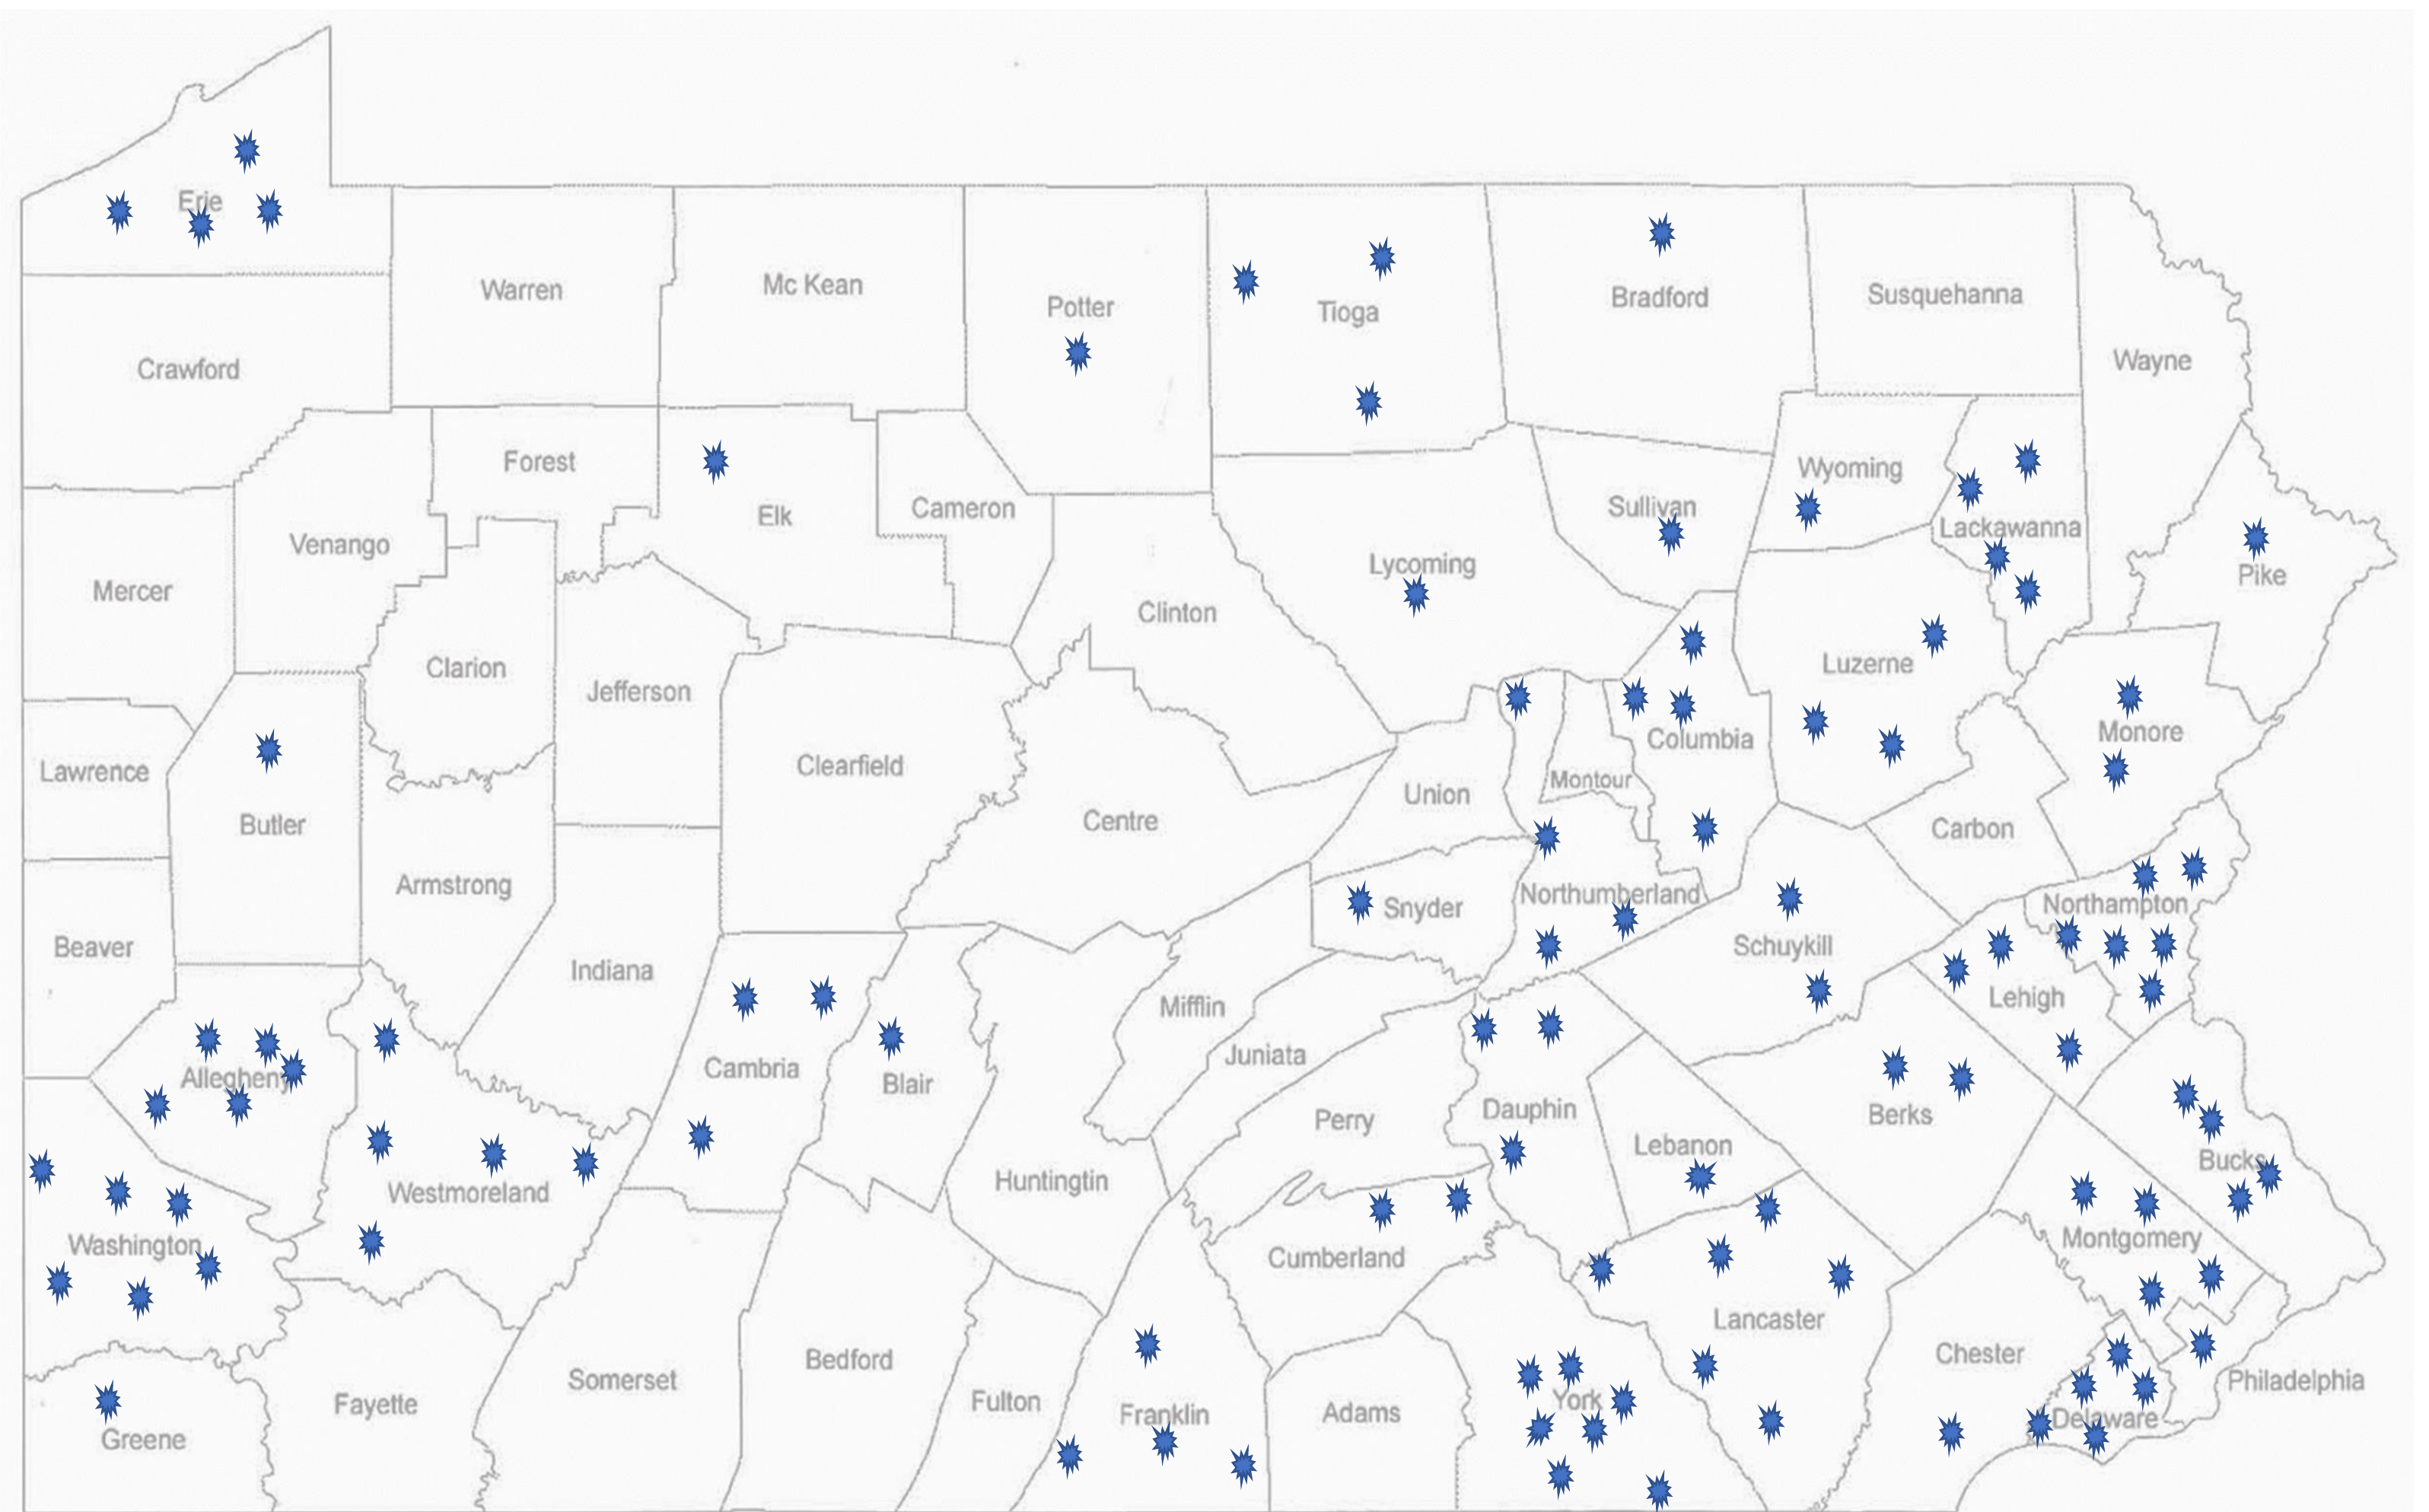 Erie
Warren
Mc Kean
Potter
Tioga
Bradford
Susquehanna
Wayne
Crawford
Forest
Elk
Cameron
Wyoming
Sullivan
Lackawanna
Venango
Mercer
Lycoming
Pike
Clinton
Clarion
Jefferson
Luzerne
Columbia
Monore
Lawrence
Clearfield
Montour
Union
Butler
Centre
Carbon
Armstrong
Northumberland
Snyder
Northampton
Beaver
Indiana
Schuykill
Lehigh
Mifflin
Juniata
Allegheny
Cambria
Blair
Perry
Dauphin
Berks
Lebanon
Bucks
Huntingtin
Westmoreland
Washington
Cumberland
Montgomery
Lancaster
Chester
Bedford
Somerset
Philadelphia
Fayette
Fulton
Franklin
Adams
York
Delaware
Greene